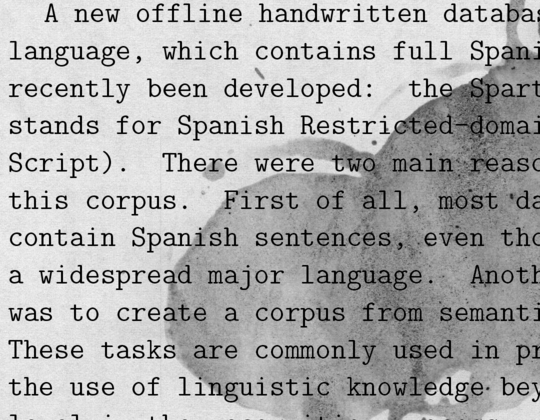 A new offline handwritten databas
language, which contains full Spani
recently been developed: the Spart
stands for Spanish Restricted-domai
Script). There were two main reaso
this corpus. First of all, most da
contain Spanish sentences, even tho
a widespread major language. Anoth
was to create a corpus from semanti
These tasks are commonly used in pr
the use of linguistic knowledge bey